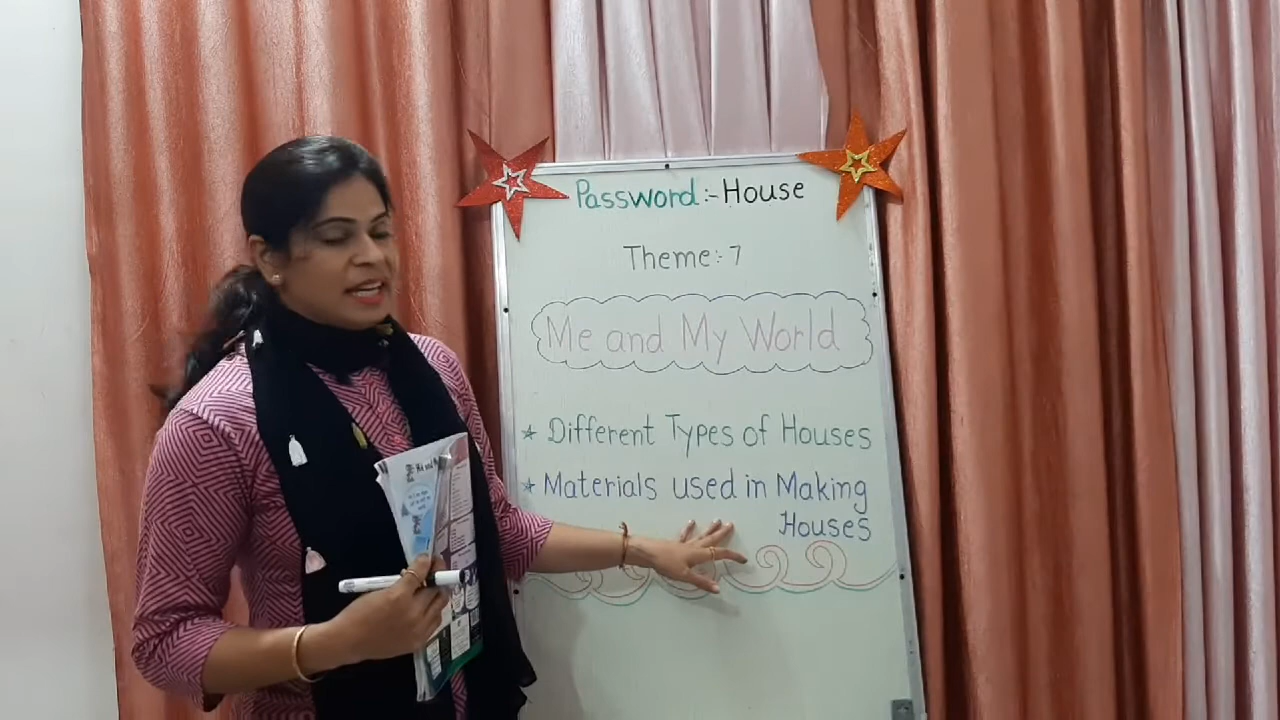 Password:-House
Theme:- 7
Me and My World
★ Different Types of Houses
★ Materials used in Making
Houses